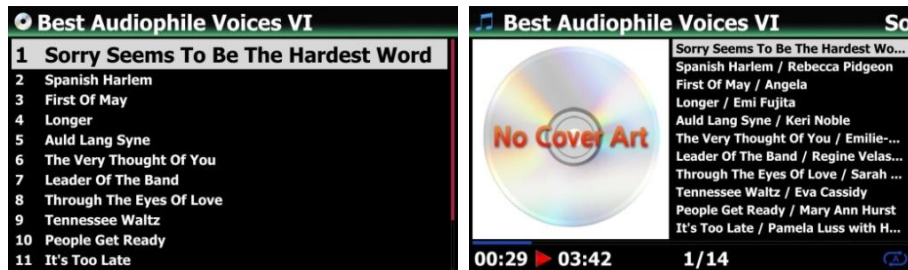 Best Audiophile Voices VI
1 Sorry Seems To Be The Hardest Word
2 Spanish Harlem
3 First Of May
4 Longer
5 Auld Lang Syne
6 The Very Thought Of You
7 Leader Of The Band
8 Through The Eyes Of Love
9 Tennessee Waltz
10 People Get Ready
11 It's Too Late
Best Audiophile Voices VI So
No Cover Art
Sorry Seems To Be The Hardest Wo...
Spanish Harlem / Rebecca Pidgeon
First Of May / Angela
Longer / Emi Fujita
Auld Lang Syne / Keri Noble
The Very Thought Of You / Emilie-...
Leader Of The Band / Regine Velas...
Through The Eyes Of Love / Sarah ...
Tennessee Waltz / Eva Cassidy
People Get Ready / Mary Ann Hurst
It's Too Late / Pamela Luss with H...
00:29 03:42 1/14 A